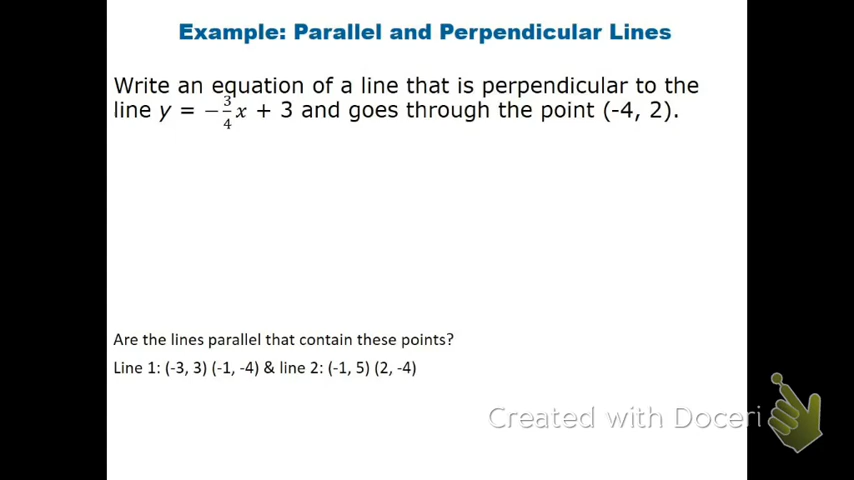 Example: Parallel and Perpendicular Lines
Write an equation of a line that is perpendicular to the
line y = −3/4x + 3 and goes through the point (-4, 2).
Are the lines parallel that contain these points?
Line 1: (-3, 3) (-1, -4) & line 2: (-1, 5) (2, -4)
Created with Doceri